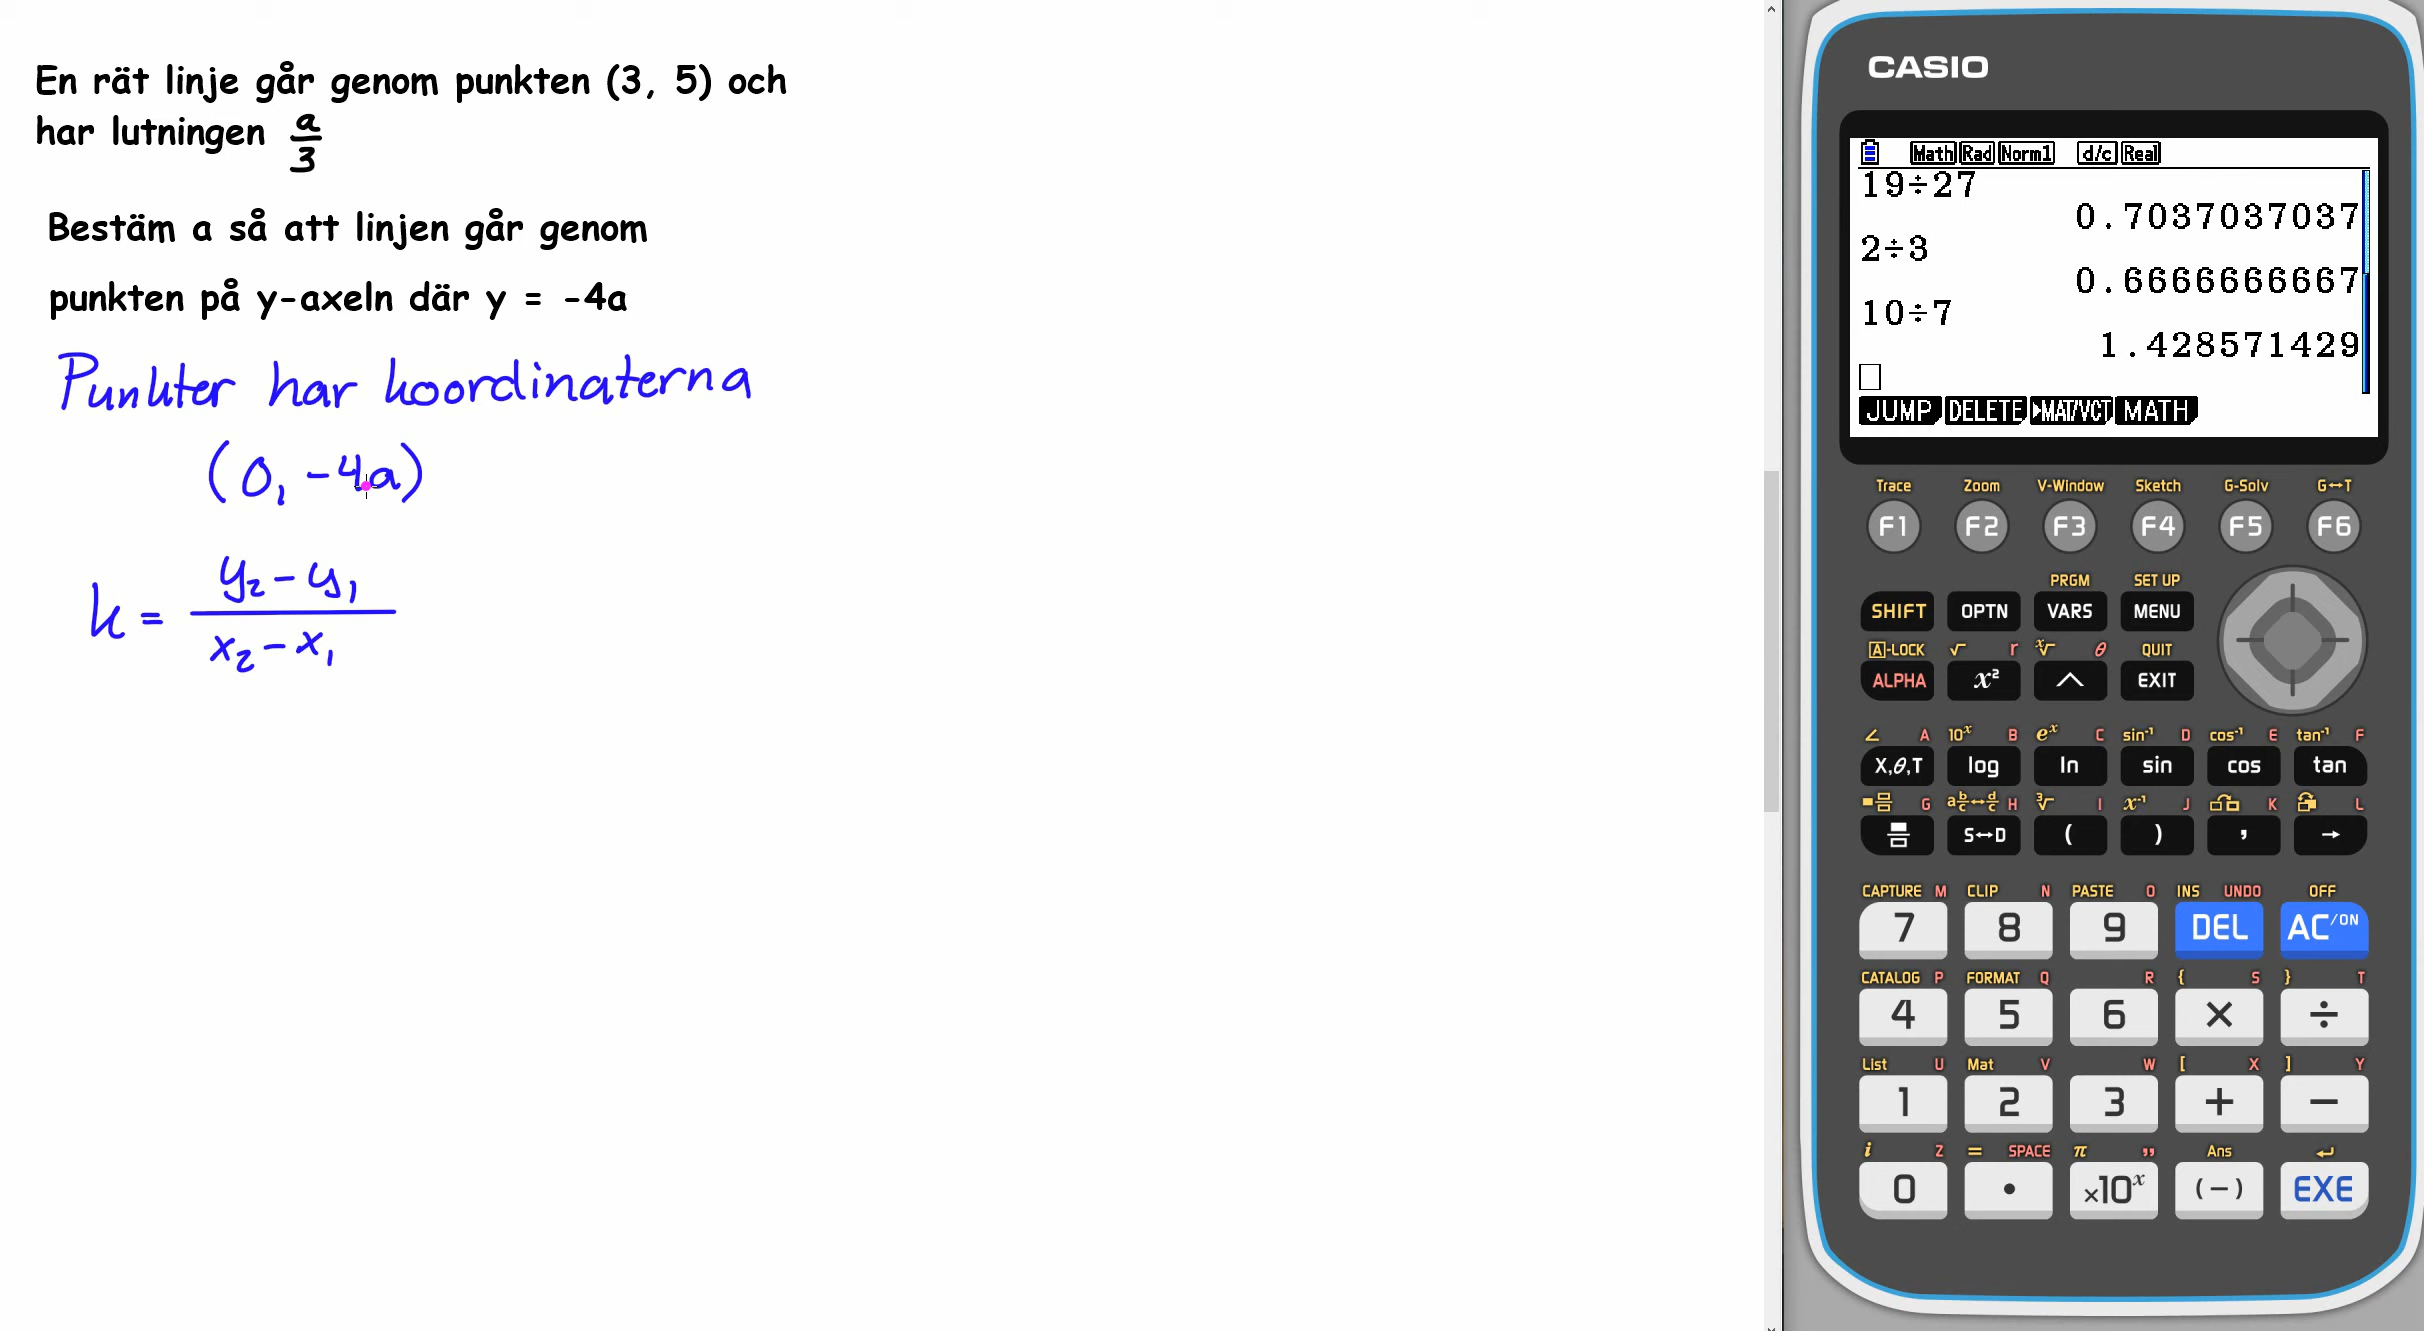 En rät linje går genom punkten (3, 5) och
har lutningen a/3
Bestäm a så att linjen går genom
punkten på y-axeln där y = -4a
Punkter har koordinaterna
(0, -4a)
k = (y₂ - y₁)/(x₂ - x₁)
CASIO
Math Rad Norm1 d/c Real
19÷27
0.7037037037
2÷3
0.6666666667
10÷7
1.428571429
JUMP DELETE ▶MAT/VCT MATH
Trace Zoom V-Window Sketch G-Solv G↔T
F1 F2 F3 F4 F5 F6
PRGM SET UP
SHIFT OPTN VARS MENU
A-LOCK √ r ˣ√ θ QUIT
ALPHA x² ^ EXIT
∠ A 10ˣ B eˣ C sin⁻¹ D cos⁻¹ E tan⁻¹ F
X,θ,T log ln sin cos tan
G a b/c↔d/c H ³√ I x⁻¹ J K L
S↔D ( ) , →
CAPTURE M CLIP N PASTE O INS UNDO OFF
7 8 9 DEL AC/ON
CATALOG P FORMAT Q R { S } T
4 5 6 × ÷
List U Mat V W [ X ] Y
1 2 3 + −
i Z = SPACE π " Ans ↵
0 • ×10ˣ (−) EXE